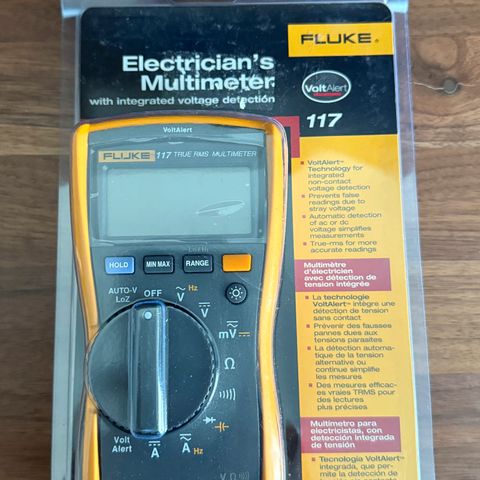 FLUKE®
Electrician's
Multimeter
with integrated voltage detection
VoltAlert
117
VoltAlert
FLUKE 117 TRUE RMS MULTIMETER
HOLD
MIN MAX
RANGE
AUTO-V
LoZ
OFF
V Hz
V
mV
Ω
Volt
Alert
A
A Hz
V Ω
• VoltAlert™
Technology for
integrated
non-contact
voltage detection
• Prevents false
readings due to
stray voltage
• Automatic detection
of ac or dc
voltage simplifies
measurements
• True-rms for more
accurate readings
Multimètre
d'électricien
avec détection de
tension intégrée
• La technologie
VoltAlert™ intègre une
détection de tension
sans contact
• Prévenir des fausses
pannes dues aux
tensions parasites
• La détection automa-
tique de la tension
alternative ou
continue simplifie
les mesures
• Des mesures effica-
ces vraies TRMS pour
des lectures
plus précises
Multímetro para
electricistas, con
detección integrada
de tensión
• Tecnología VoltAlert™
integrada, que per-
mite la detección de